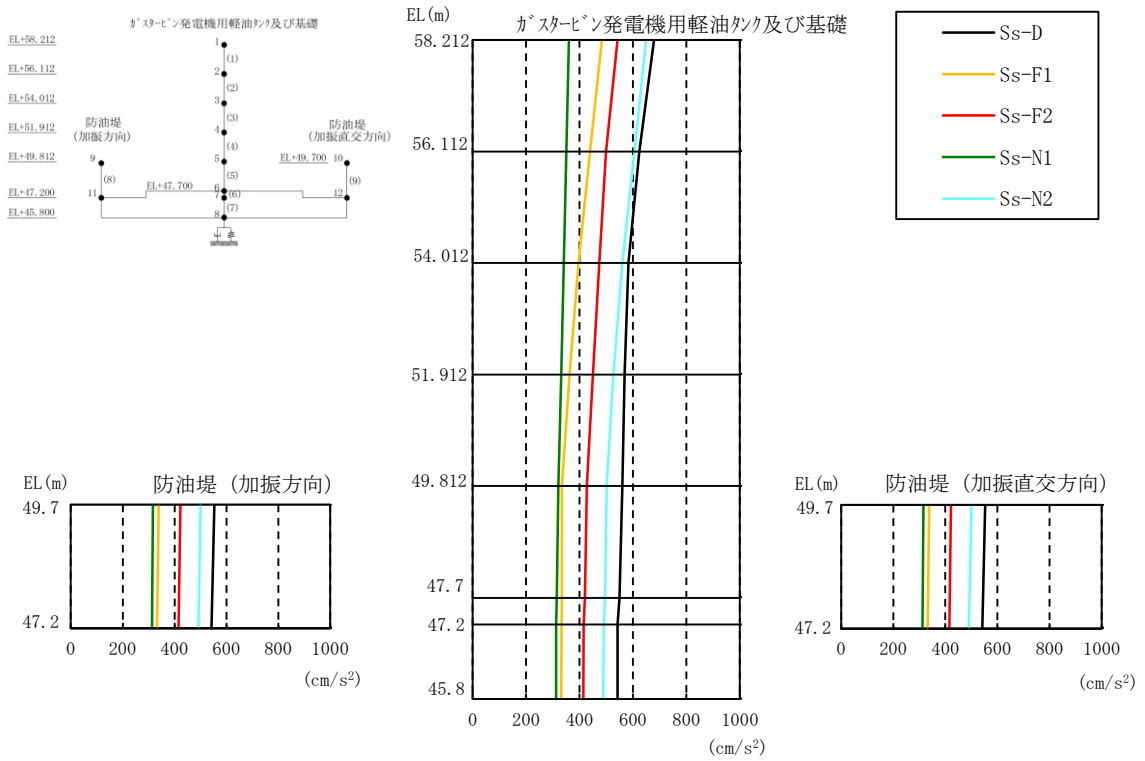 ｶﾞｽﾀｰﾋﾞﾝ発電機用軽油ﾀﾝｸ及び基礎
EL+58.212
EL+56.112
EL+54.012
EL+51.912
EL+49.812
EL+47.200
EL+45.800
1
(1)
2
(2)
3
(3)
4
(4)
5
(5)
6
(6)
7
(7)
8
防油堤
(加振方向)
9
(8)
11
EL+47.700
防油堤
(加振直交方向)
EL+49.700
10
(9)
12
EL(m)
ｶﾞｽﾀｰﾋﾞﾝ発電機用軽油ﾀﾝｸ及び基礎
58.212
56.112
54.012
51.912
49.812
47.7
47.2
45.8
0 200 400 600 800 1000
(cm/s²)
Ss-D
Ss-F1
Ss-F2
Ss-N1
Ss-N2
EL(m)
防油堤 (加振方向)
49.7
47.2
0 200 400 600 800 1000
(cm/s²)
EL(m)
防油堤 (加振直交方向)
49.7
47.2
0 200 400 600 800 1000
(cm/s²)